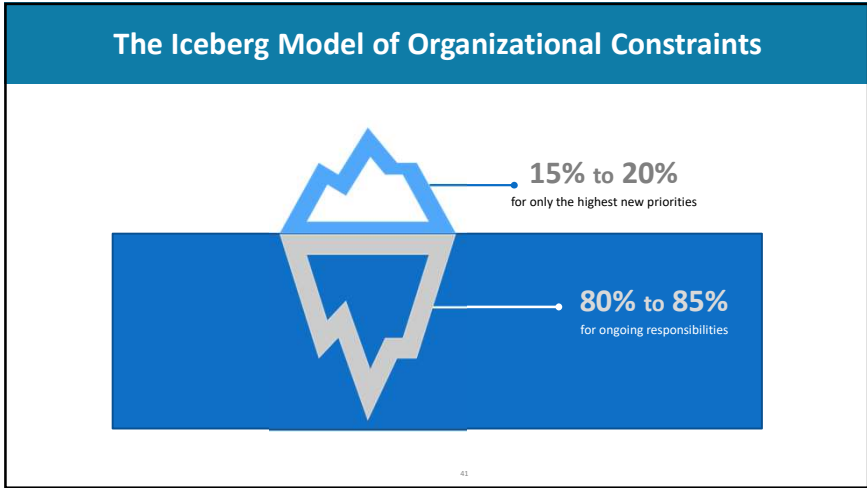 The Iceberg Model of Organizational Constraints
15% to 20%
for only the highest new priorities
80% to 85%
for ongoing responsibilities
41